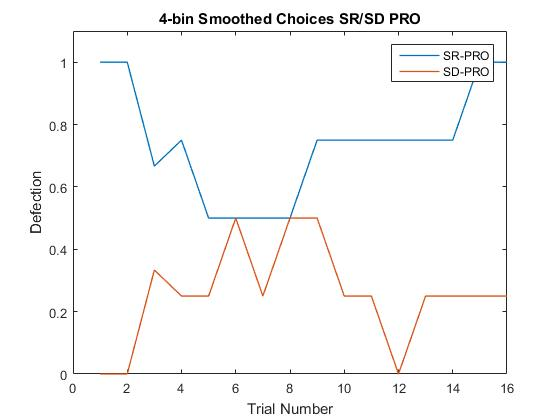 4-bin Smoothed Choices SR/SD PRO
SR-PRO
SD-PRO
1
0.8
0.6
0.4
0.2
0
Defection
0 2 4 6 8 10 12 14 16
Trial Number